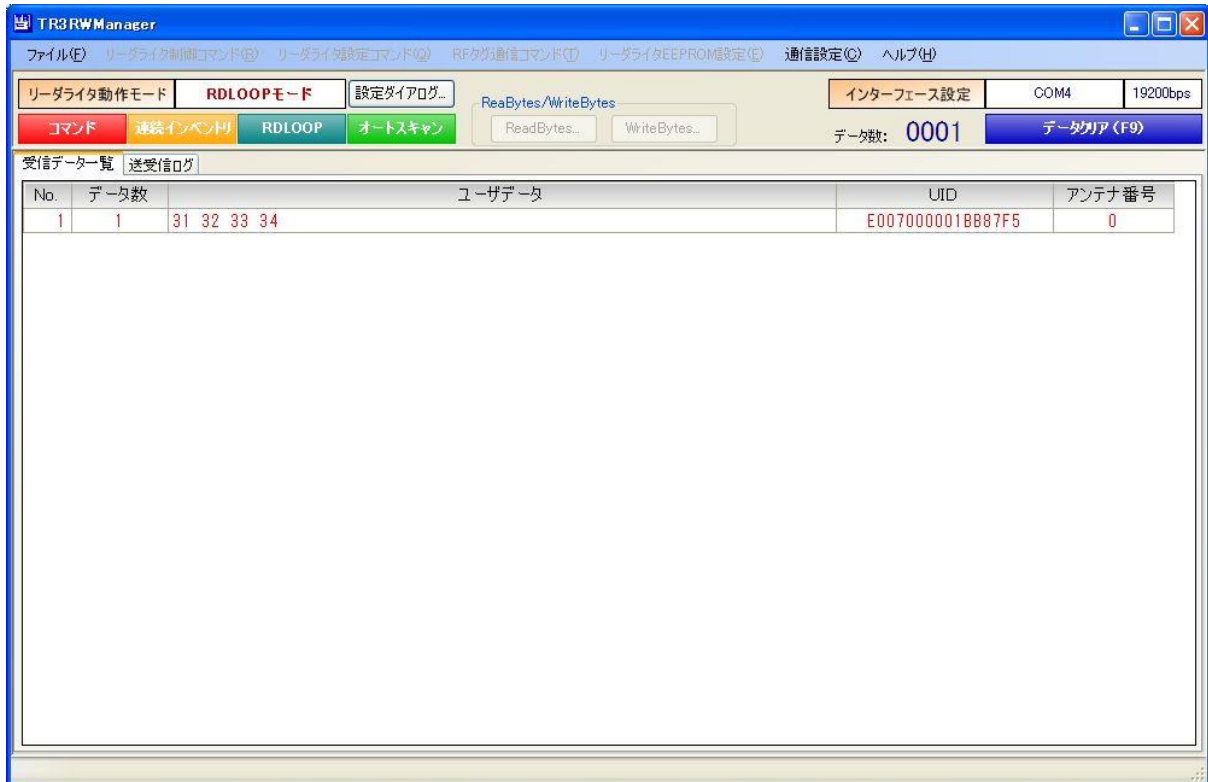 TR3RWManager
ファイル(F) リーダライタ制御コマンド(R) リーダライタ設定コマンド(Q) RFタグ通信コマンド(T) リーダライタEEPROM設定(E) 通信設定(C) ヘルプ(H)
リーダライタ動作モード RDLOOPモード 設定ダイアログ... ReaBytes/WriteBytes インターフェース設定 COM4 19200bps
コマンド 連続インベントリ RDLOOP オートスキャン ReadBytes... WriteBytes... データ数: 0001 データクリア(F9)
受信データ一覧 送受信ログ
No. データ数 ユーザデータ UID アンテナ番号
1 1 31 32 33 34 E007000001BB87F5 0